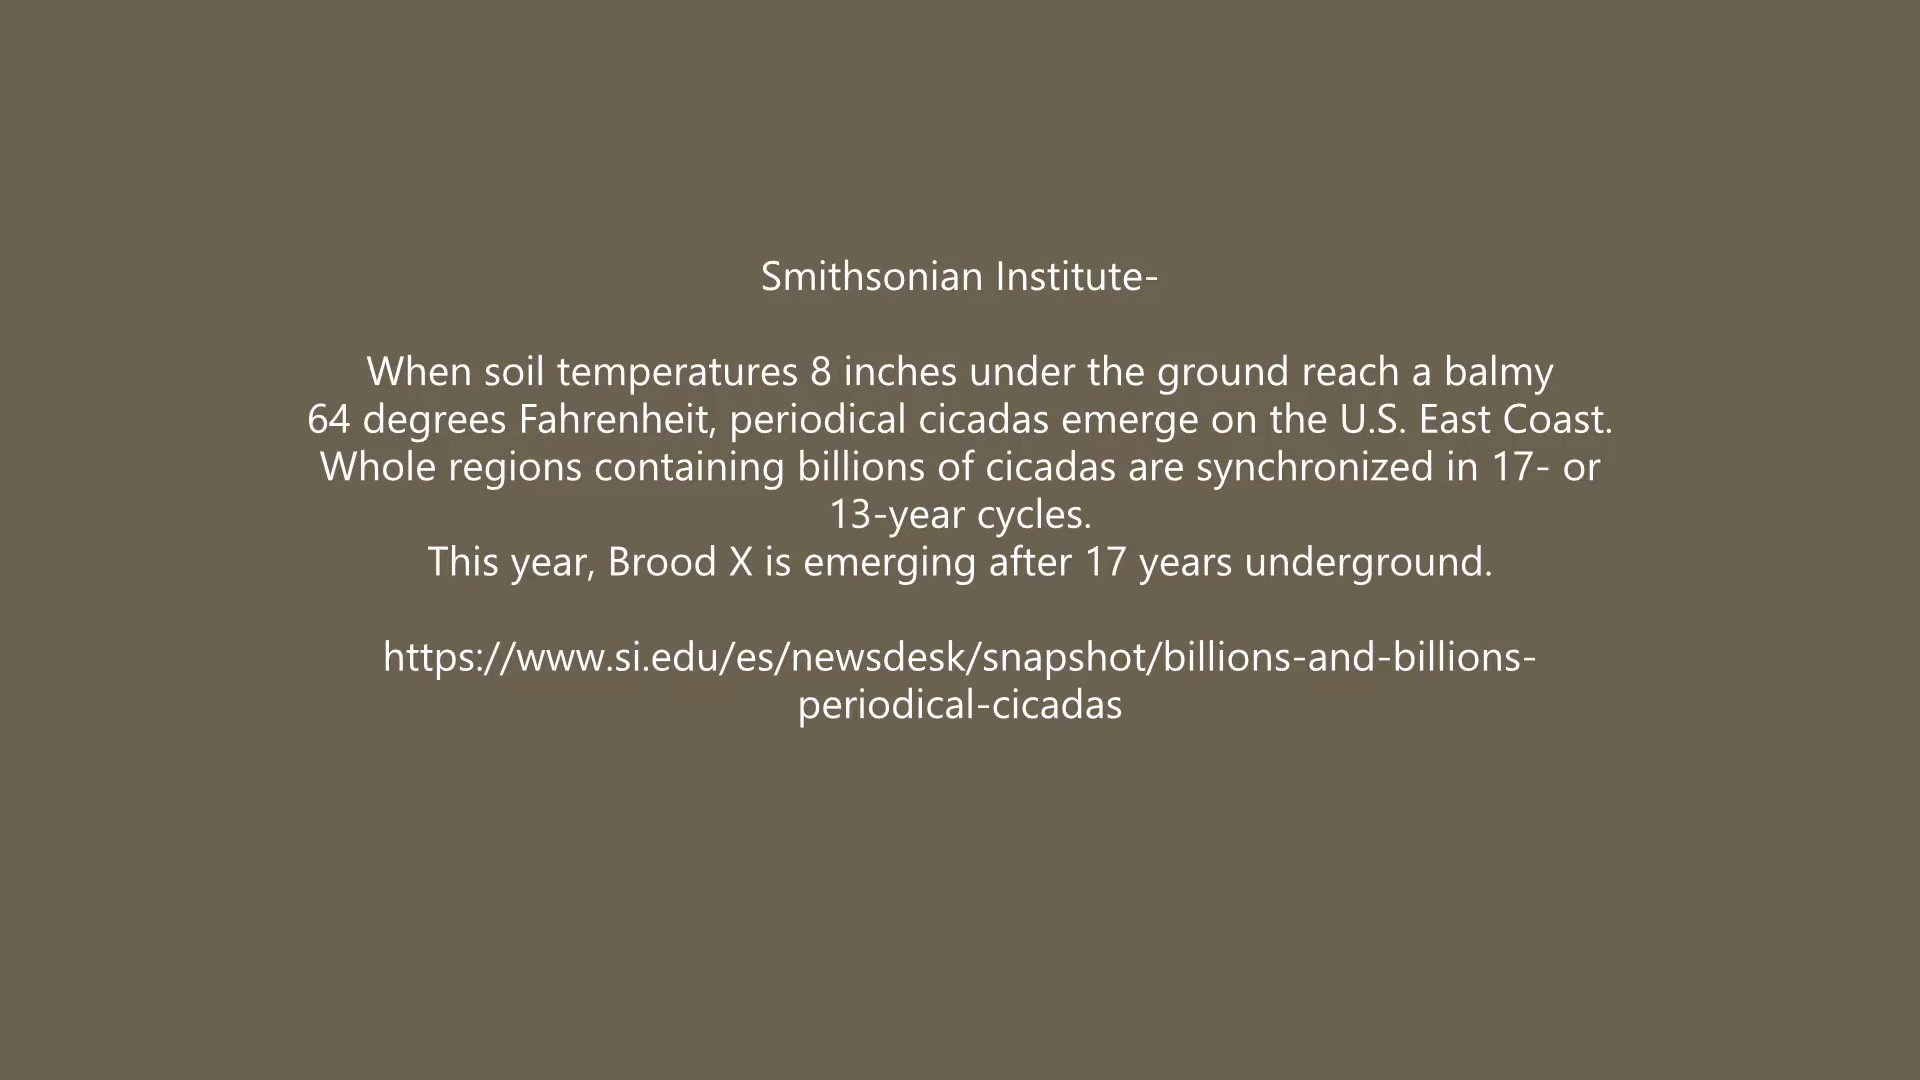 Smithsonian Institute-
When soil temperatures 8 inches under the ground reach a balmy
64 degrees Fahrenheit, periodical cicadas emerge on the U.S. East Coast.
Whole regions containing billions of cicadas are synchronized in 17- or
13-year cycles.
This year, Brood X is emerging after 17 years underground.
https://www.si.edu/es/newsdesk/snapshot/billions-and-billions-
periodical-cicadas